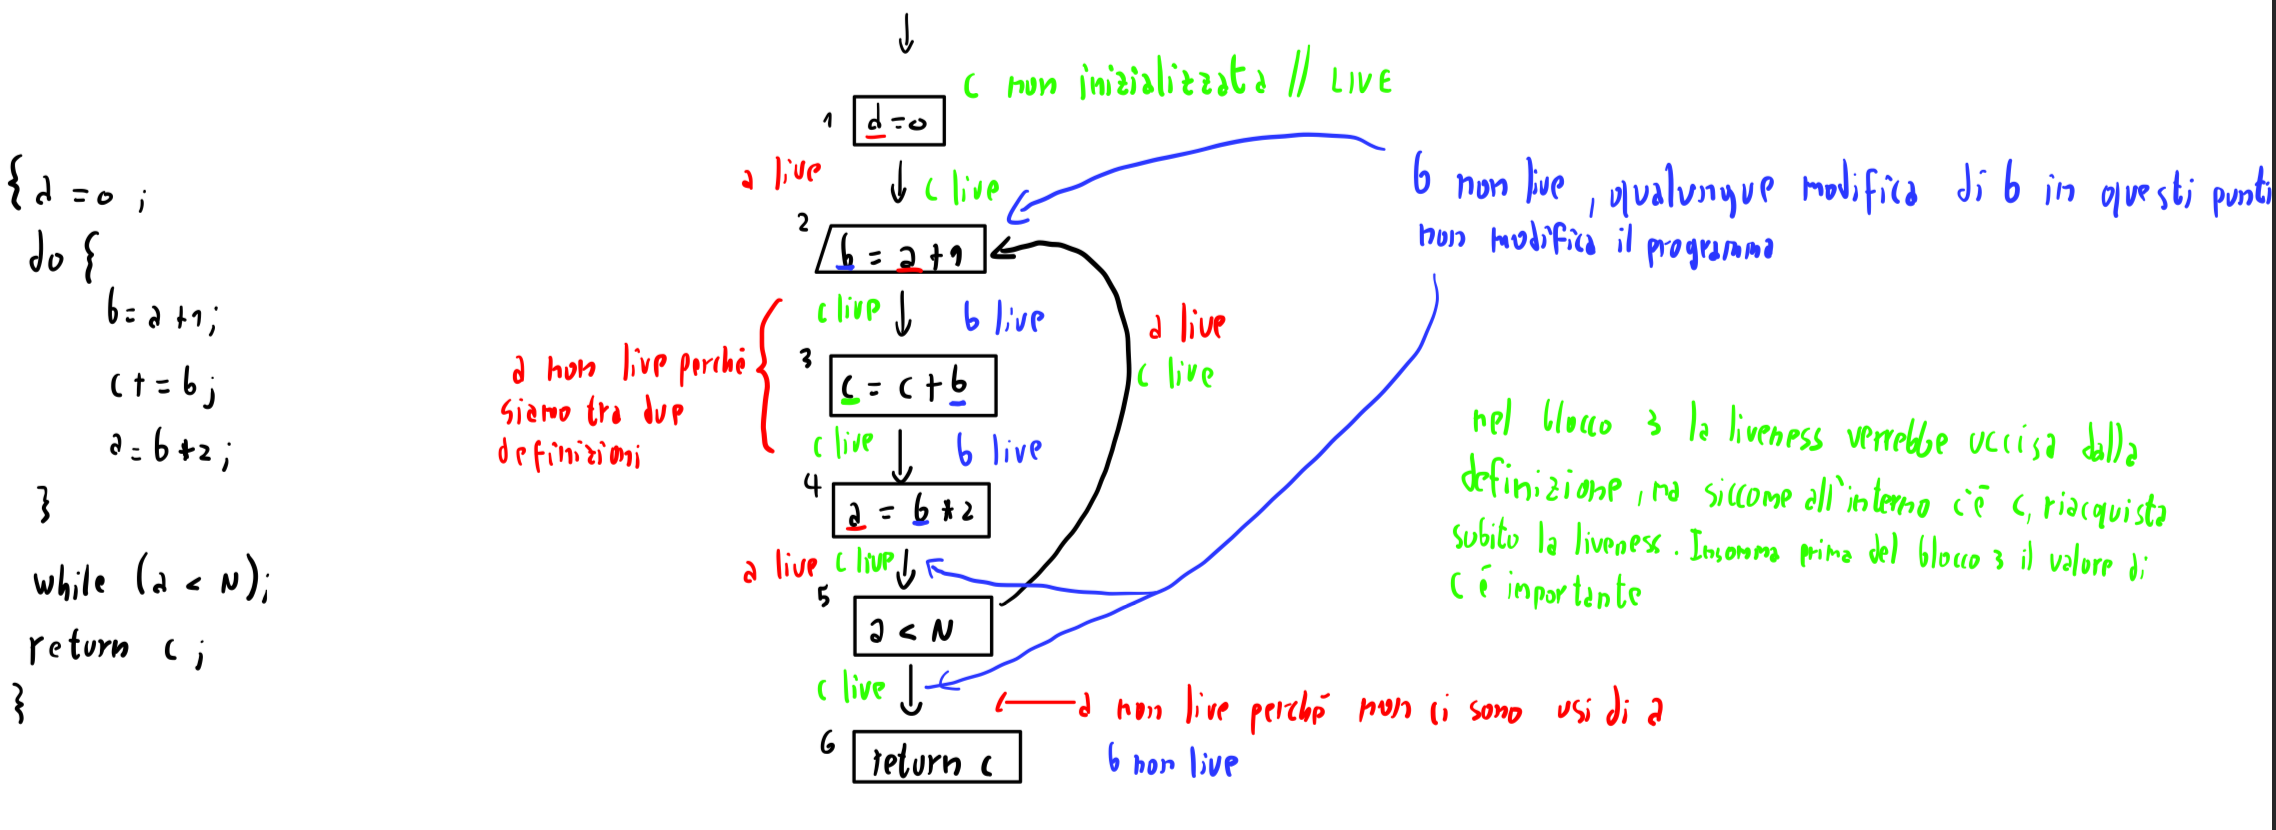 { a = 0 ;
do {
b = a + 1 ;
c += b ;
a = b * 2 ;
}
while (a < N) ;
return c ;
}
c non inizializzata // LIVE
1
a = 0
a live
c live
2
b = a + 1
c live
b live
a non live perché
siamo tra due
definizioni
3
c = c + b
c live
b live
4
a = b * 2
a live
c live
a live c live
5
a < N
c live
a non live perché non ci sono usi di a
b non live
6
return c
b non live, qualunque modifica di b in questi punti
non modifica il programma
nel blocco 3 la liveness verrebbe uccisa dalla
definizione, ma siccome all'interno c'è c, riacquista
subito la liveness. Insomma prima del blocco 3 il valore di
c è importante